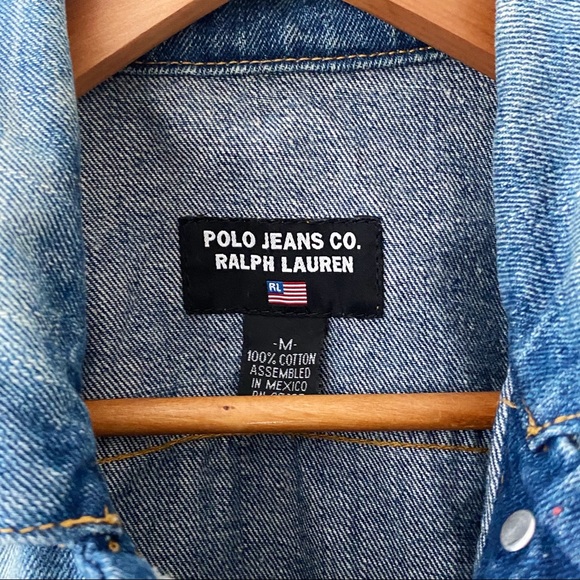 POLO JEANS CO.
RALPH LAUREN
RL
-M-
100% COTTON
ASSEMBLED
IN MEXICO